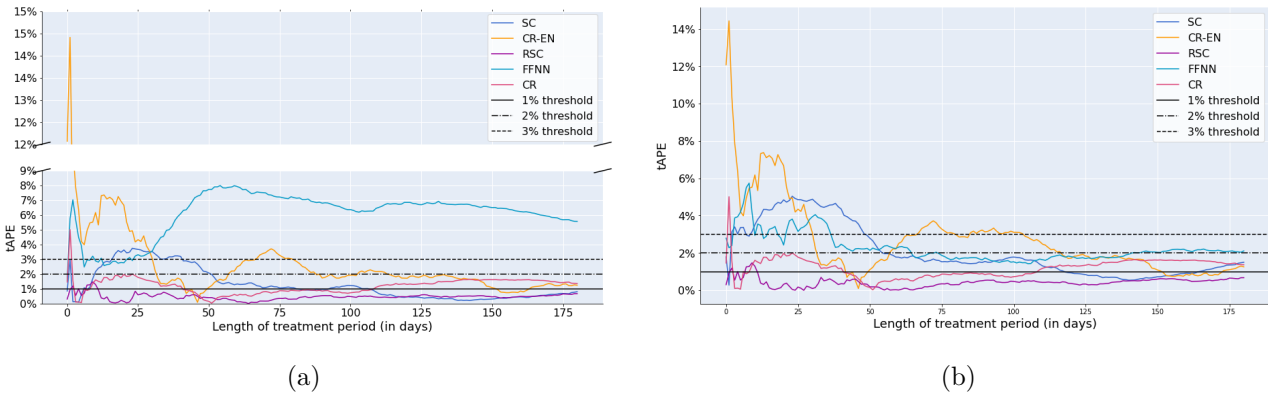 15%
14%
14%
13%
12%
12%
9%
8%
7%
6%
5%
4%
3%
2%
1%
0%
tAPE
0
25
50
75
100
125
150
175
Length of treatment period (in days)
SC
CR-EN
RSC
FFNN
CR
1% threshold
2% threshold
3% threshold
(a)
14%
12%
10%
8%
6%
4%
2%
0%
tAPE
0
25
50
75
100
125
150
175
Length of treatment period (in days)
SC
CR-EN
RSC
FFNN
CR
1% threshold
2% threshold
3% threshold
(b)